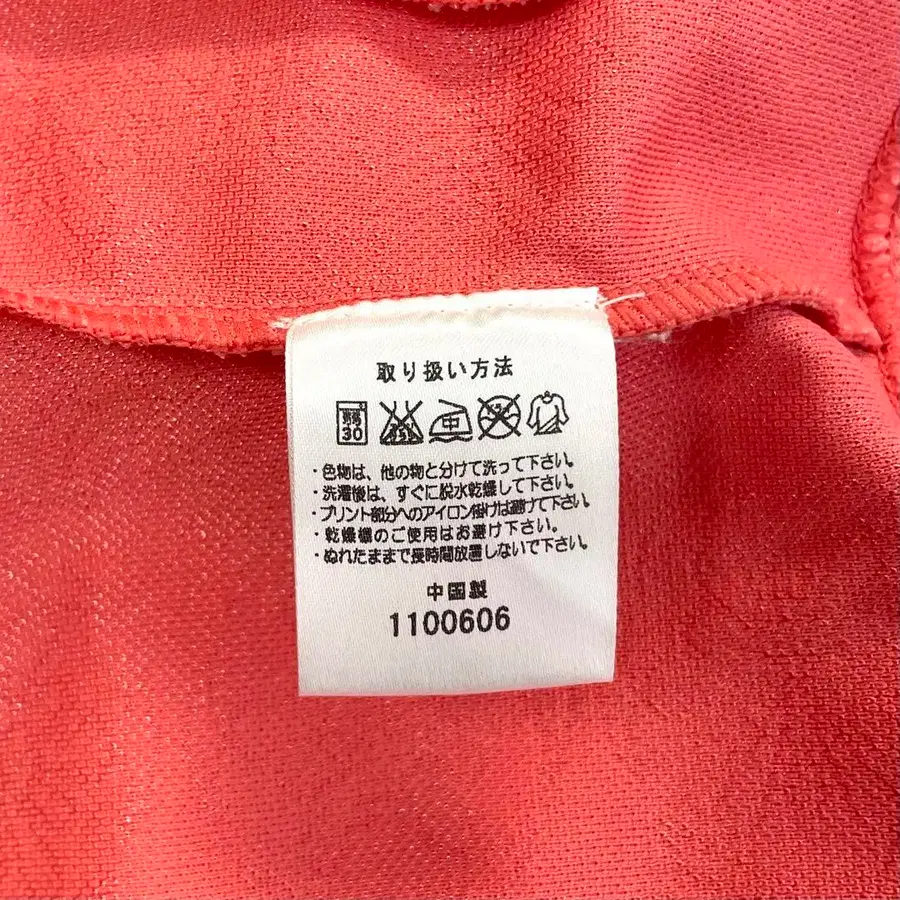 取り扱い方法
弱 30 中
・色物は、他の物と分けて洗って下さい。
・洗濯後は、すぐに脱水乾燥して下さい。
・プリント部分へのアイロン掛けは避けて下さい。
・乾燥機のご使用はお避け下さい。
・ぬれたままで長時間放置しないで下さい。
中国製
1100606